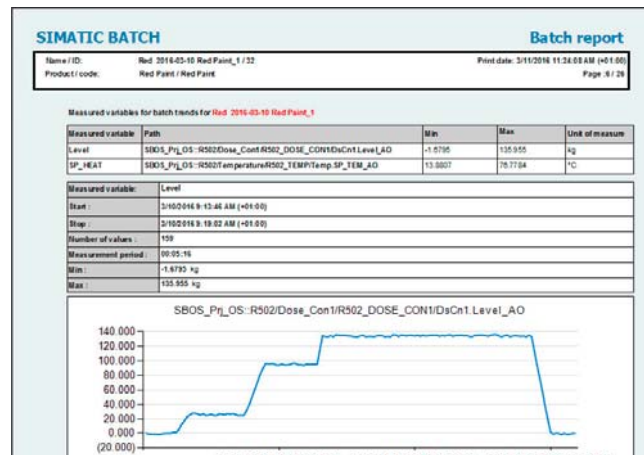 SIMATIC BATCH Batch report
Name / ID: Red 2016-03-10 Red Paint_1 / 32 Print date: 3/11/2016 11:24:08 AM (+01:00)
Product / code: Red Paint / Red Paint Page : 6 / 26
Measured variables for batch trends for Red 2016-03-10 Red Paint_1
Measured variable Path Min Max Unit of measure
Level SBOS_Prj_OS::R502/Dose_Con1/R502_DOSE_CON1/DsCn1.Level_AO -1.6795 135.955 kg
SP_HEAT SBOS_Prj_OS::R502/Temperature/R502_TEMP/Temp.SP_TEM_AO 13.8807 76.7784 °C
Measured variable: Level
Start : 3/10/2016 9:13:46 AM (+01:00)
Stop : 3/10/2016 9:19:02 AM (+01:00)
Number of values : 159
Measurement period : 00:05:16
Min : -1.6795 kg
Max : 135.955 kg
SBOS_Prj_OS::R502/Dose_Con1/R502_DOSE_CON1/DsCn1.Level_AO
140.000
120.000
100.000
80.000
60.000
40.000
20.000
0.000
(20.000)